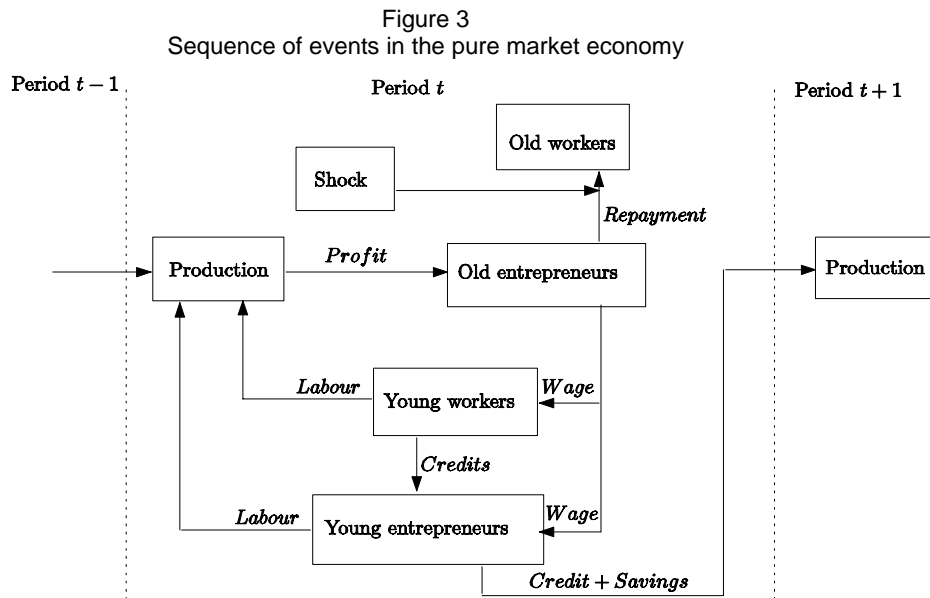 Figure 3
Sequence of events in the pure market economy
Period t − 1
Period t
Period t + 1
Old workers
Shock
Repayment
Production
Profit
Old entrepreneurs
Production
Labour
Young workers
Wage
Credits
Labour
Young entrepreneurs
Wage
Credit + Savings